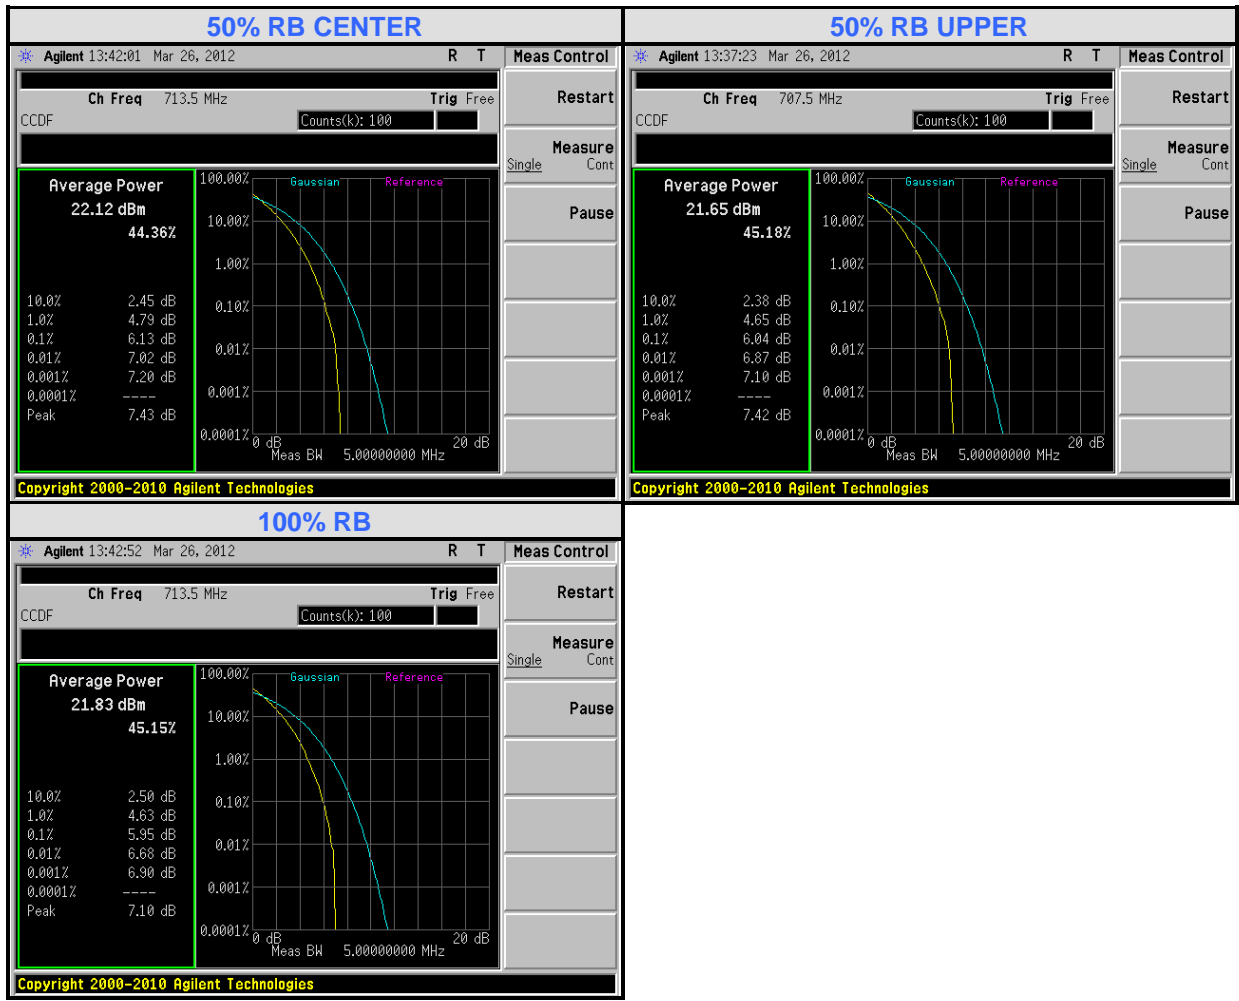 50% RB CENTER
Agilent 13:42:01 Mar 26, 2012 R T
Meas Control
Ch Freq 713.5 MHz Trig Free
CCDF
Counts(k): 100
Restart
Measure
Single Cont
Pause
Average Power
22.12 dBm
44.36%
10.0% 2.45 dB
1.0% 4.79 dB
0.1% 6.13 dB
0.01% 7.02 dB
0.001% 7.20 dB
0.0001% ----
Peak 7.43 dB
Gaussian Reference
100.00%
10.00%
1.00%
0.10%
0.01%
0.001%
0.0001%
0 dB 20 dB
Meas BW 5.00000000 MHz
Copyright 2000-2010 Agilent Technologies
50% RB UPPER
Agilent 13:37:23 Mar 26, 2012 R T
Meas Control
Ch Freq 707.5 MHz Trig Free
CCDF
Counts(k): 100
Restart
Measure
Single Cont
Pause
Average Power
21.65 dBm
45.18%
10.0% 2.38 dB
1.0% 4.65 dB
0.1% 6.04 dB
0.01% 6.87 dB
0.001% 7.10 dB
0.0001% ----
Peak 7.42 dB
Gaussian Reference
100.00%
10.00%
1.00%
0.10%
0.01%
0.001%
0.0001%
0 dB 20 dB
Meas BW 5.00000000 MHz
Copyright 2000-2010 Agilent Technologies
100% RB
Agilent 13:42:52 Mar 26, 2012 R T
Meas Control
Ch Freq 713.5 MHz Trig Free
CCDF
Counts(k): 100
Restart
Measure
Single Cont
Pause
Average Power
21.83 dBm
45.15%
10.0% 2.50 dB
1.0% 4.63 dB
0.1% 5.95 dB
0.01% 6.68 dB
0.001% 6.90 dB
0.0001% ----
Peak 7.10 dB
Gaussian Reference
100.00%
10.00%
1.00%
0.10%
0.01%
0.001%
0.0001%
0 dB 20 dB
Meas BW 5.00000000 MHz
Copyright 2000-2010 Agilent Technologies